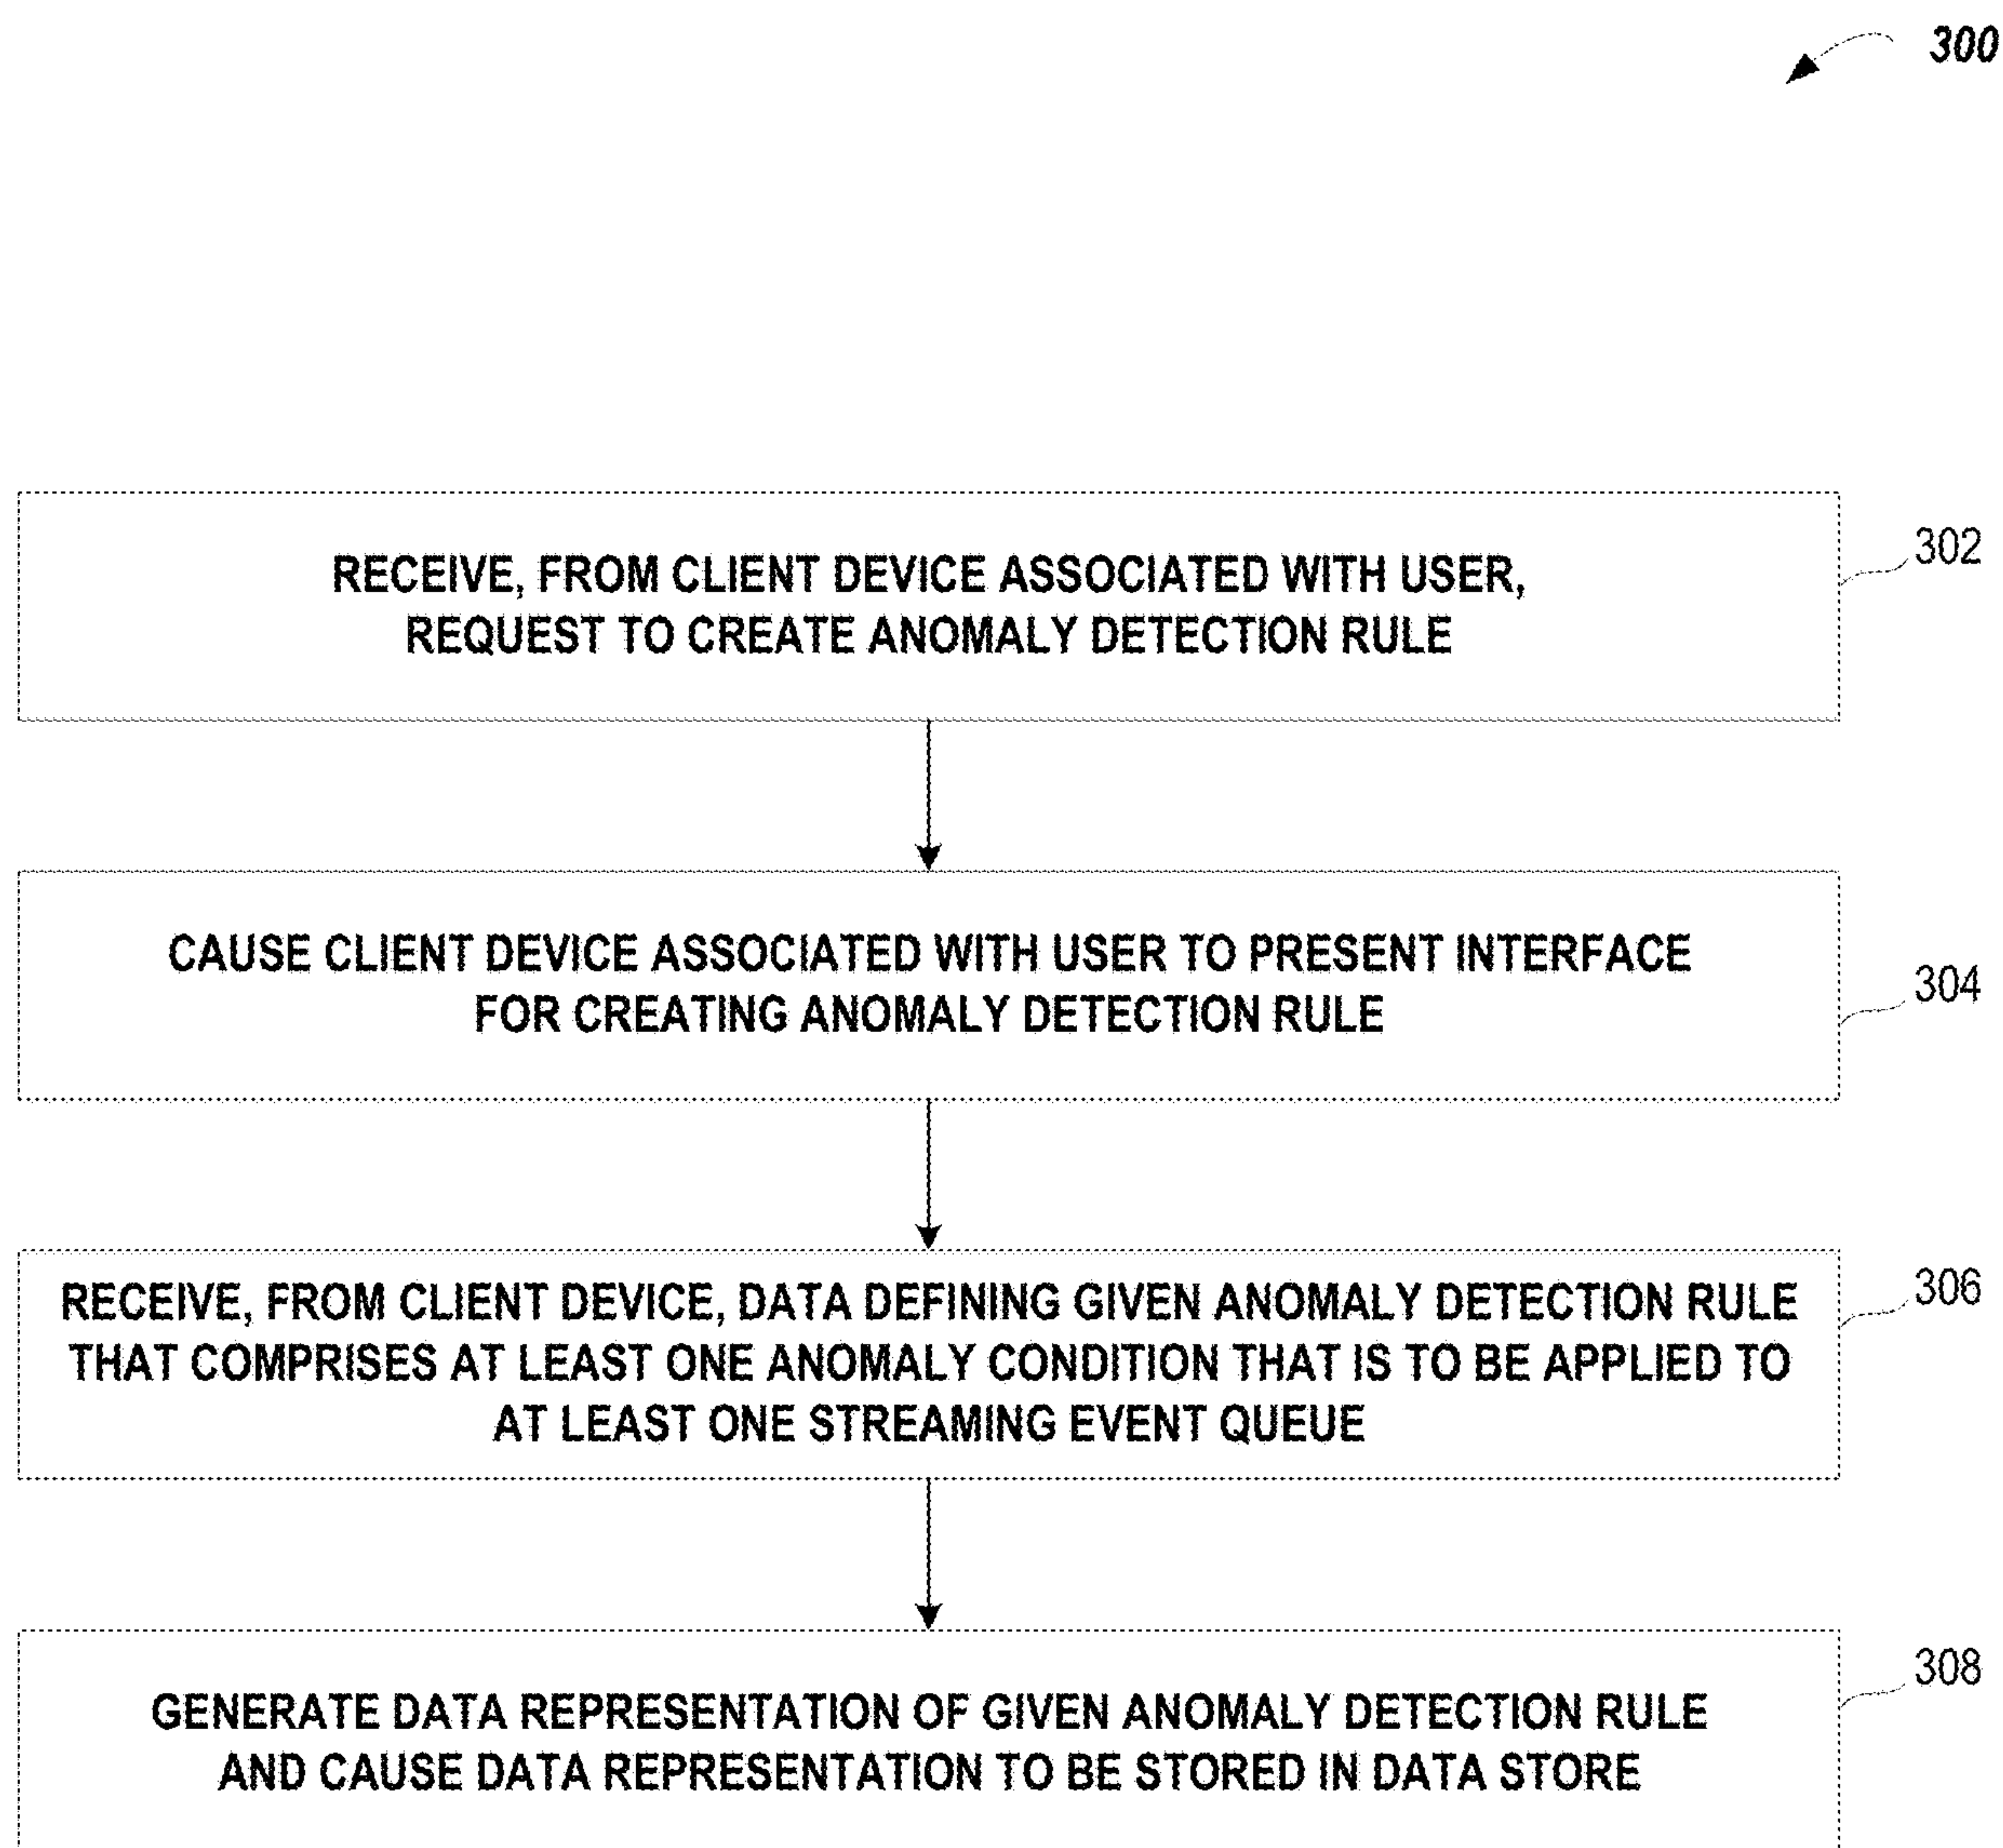 300
RECEIVE, FROM CLIENT DEVICE ASSOCIATED WITH USER,
REQUEST TO CREATE ANOMALY DETECTION RULE
302
CAUSE CLIENT DEVICE ASSOCIATED WITH USER TO PRESENT INTERFACE
FOR CREATING ANOMALY DETECTION RULE
304
RECEIVE, FROM CLIENT DEVICE, DATA DEFINING GIVEN ANOMALY DETECTION RULE
THAT COMPRISES AT LEAST ONE ANOMALY CONDITION THAT IS TO BE APPLIED TO
AT LEAST ONE STREAMING EVENT QUEUE
306
GENERATE DATA REPRESENTATION OF GIVEN ANOMALY DETECTION RULE
AND CAUSE DATA REPRESENTATION TO BE STORED IN DATA STORE
308